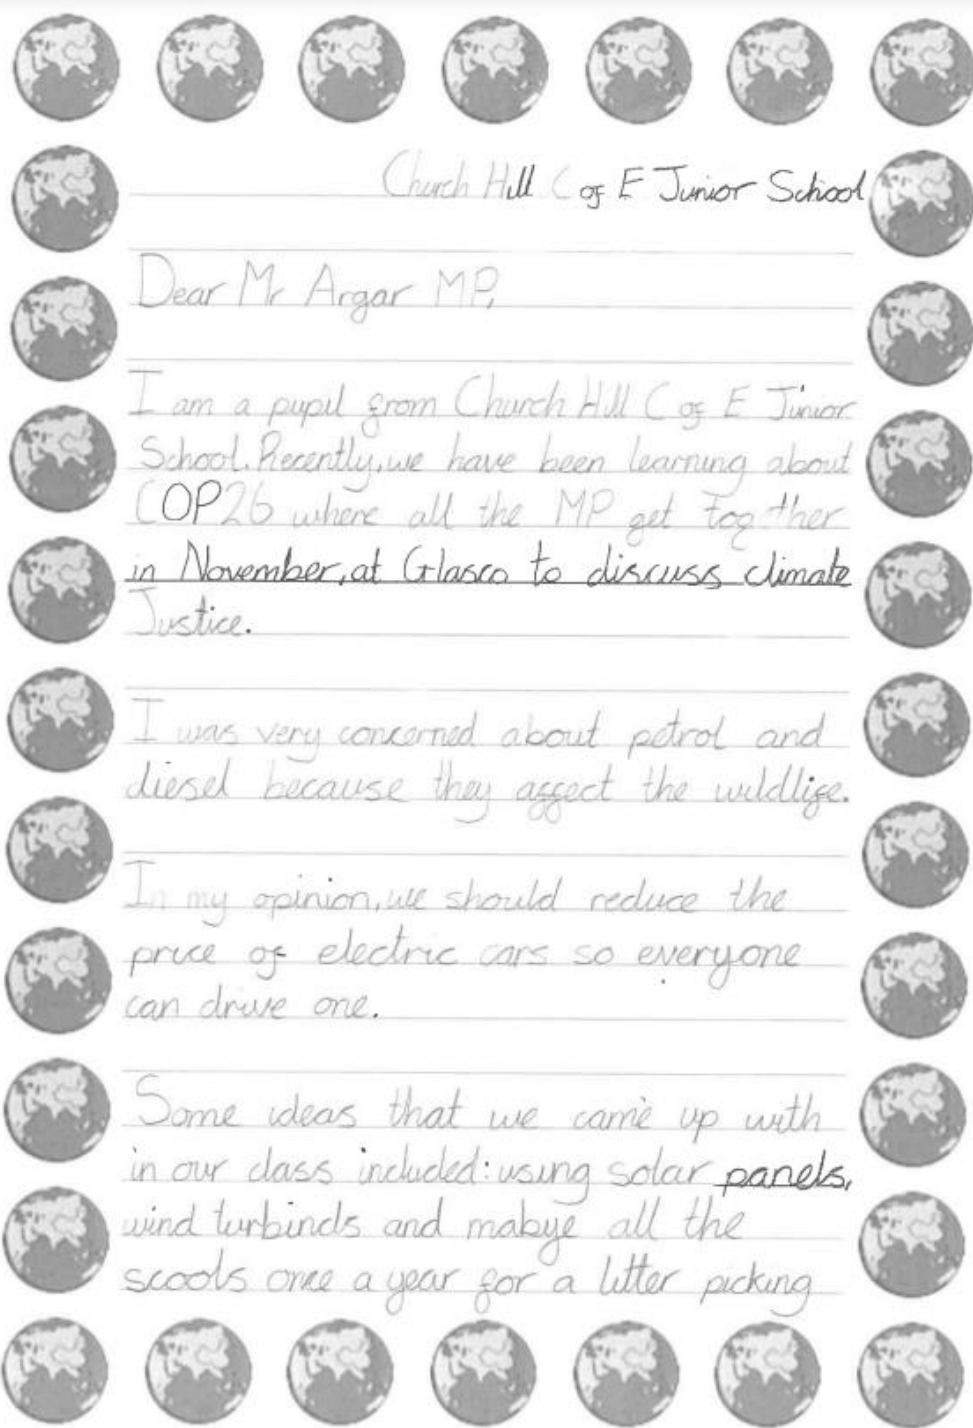 Church Hill C of E Junior School
Dear Mr Argar MP,
I am a pupil from Church Hill C of E Junior
School. Recently, we have been learning about
COP26 where all the MP get together
in November, at Glasco to discuss climate
Justice.
I was very concerned about petrol and
diesel because they affect the wildlife.
In my opinion, we should reduce the
price of electric cars so everyone
can drive one.
Some ideas that we came up with
in our class included: using solar panels,
wind turbinds and mabye all the
scools once a year for a litter picking